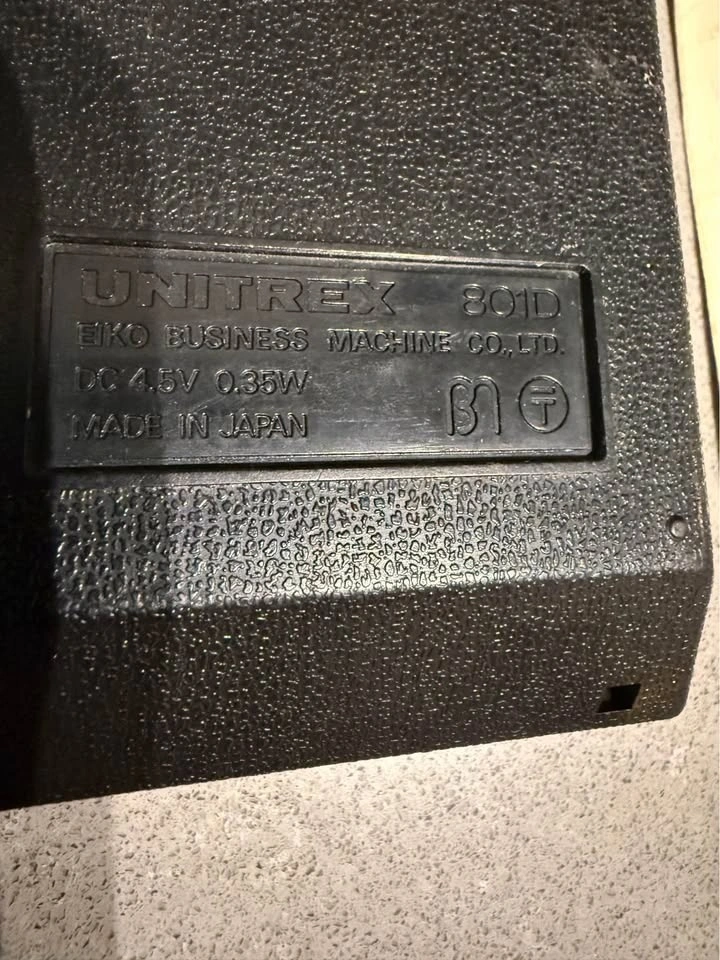 UNITREX 801D
EIKO BUSINESS MACHINE CO., LTD.
DC 4.5V 0.35W
MADE IN JAPAN